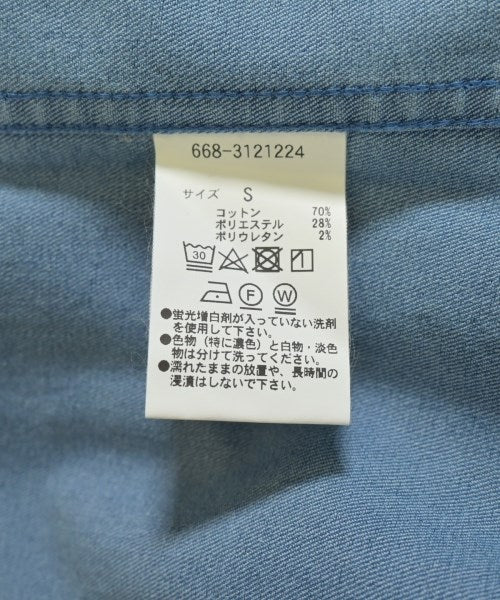 668-3121224
サイズ S
コットン 70%
ポリエステル 28%
ポリウレタン 2%
30
F W
●蛍光増白剤が入っていない洗剤
を使用して下さい。
●色物（特に濃色）と白物・淡色
物は分けて洗ってください。
●濡れたままの放置や、長時間の
浸漬はしないで下さい。